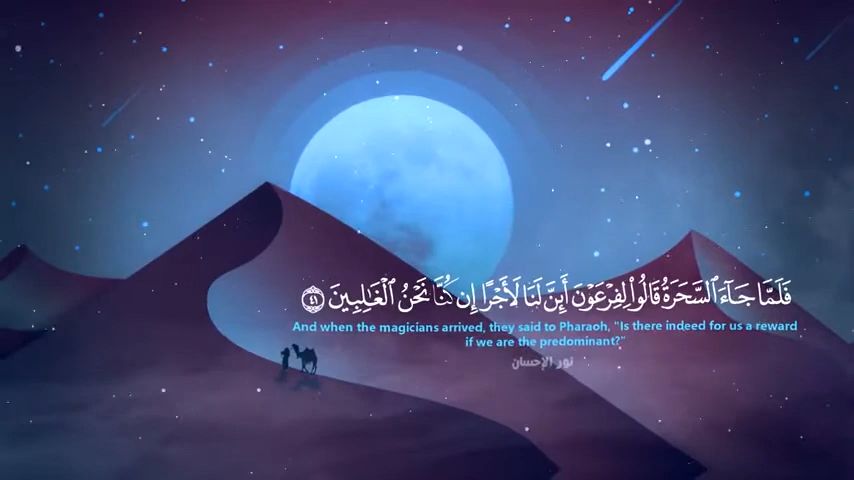 فَلَمَّا جَآءَ ٱلسَّحَرَةُ قَالُوا۟ لِفِرْعَوْنَ أَئِنَّ لَنَا لَأَجْرًا إِن كُنَّا نَحْنُ ٱلْغَـٰلِبِينَ ٤١
And when the magicians arrived, they said to Pharaoh, "Is there indeed for us a reward
if we are the predominant?"
نور الإحسان